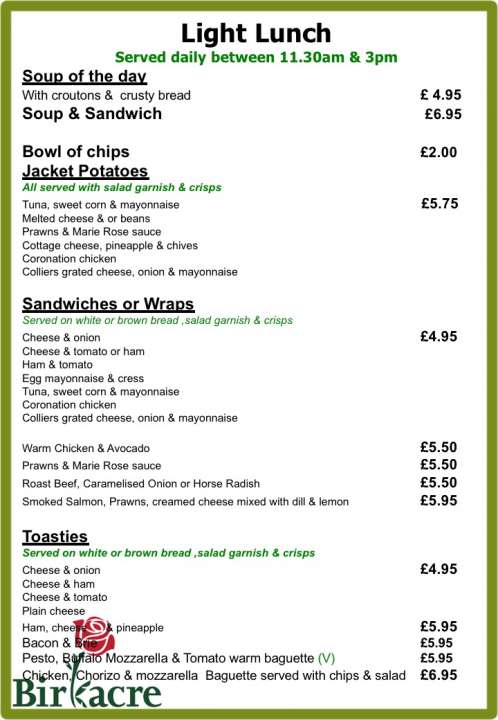 Light Lunch
Served daily between 11.30am & 3pm
Soup of the day
With croutons & crusty bread £ 4.95
Soup & Sandwich £6.95
Bowl of chips £2.00
Jacket Potatoes
All served with salad garnish & crisps
Tuna, sweet corn & mayonnaise £5.75
Melted cheese & or beans
Prawns & Marie Rose sauce
Cottage cheese, pineapple & chives
Coronation chicken
Colliers grated cheese, onion & mayonnaise
Sandwiches or Wraps
Served on white or brown bread ,salad garnish & crisps
Cheese & onion £4.95
Cheese & tomato or ham
Ham & tomato
Egg mayonnaise & cress
Tuna, sweet corn & mayonnaise
Coronation chicken
Colliers grated cheese, onion & mayonnaise
Warm Chicken & Avocado £5.50
Prawns & Marie Rose sauce £5.50
Roast Beef, Caramelised Onion or Horse Radish £5.50
Smoked Salmon, Prawns, creamed cheese mixed with dill & lemon £5.95
Toasties
Served on white or brown bread ,salad garnish & crisps
Cheese & onion £4.95
Cheese & ham
Cheese & tomato
Plain cheese
Ham, cheese & pineapple £5.95
Bacon & Brie £5.95
Pesto, Buffalo Mozzarella & Tomato warm baguette (V) £5.95
Chicken, Chorizo & mozzarella Baguette served with chips & salad £6.95
Birkacre